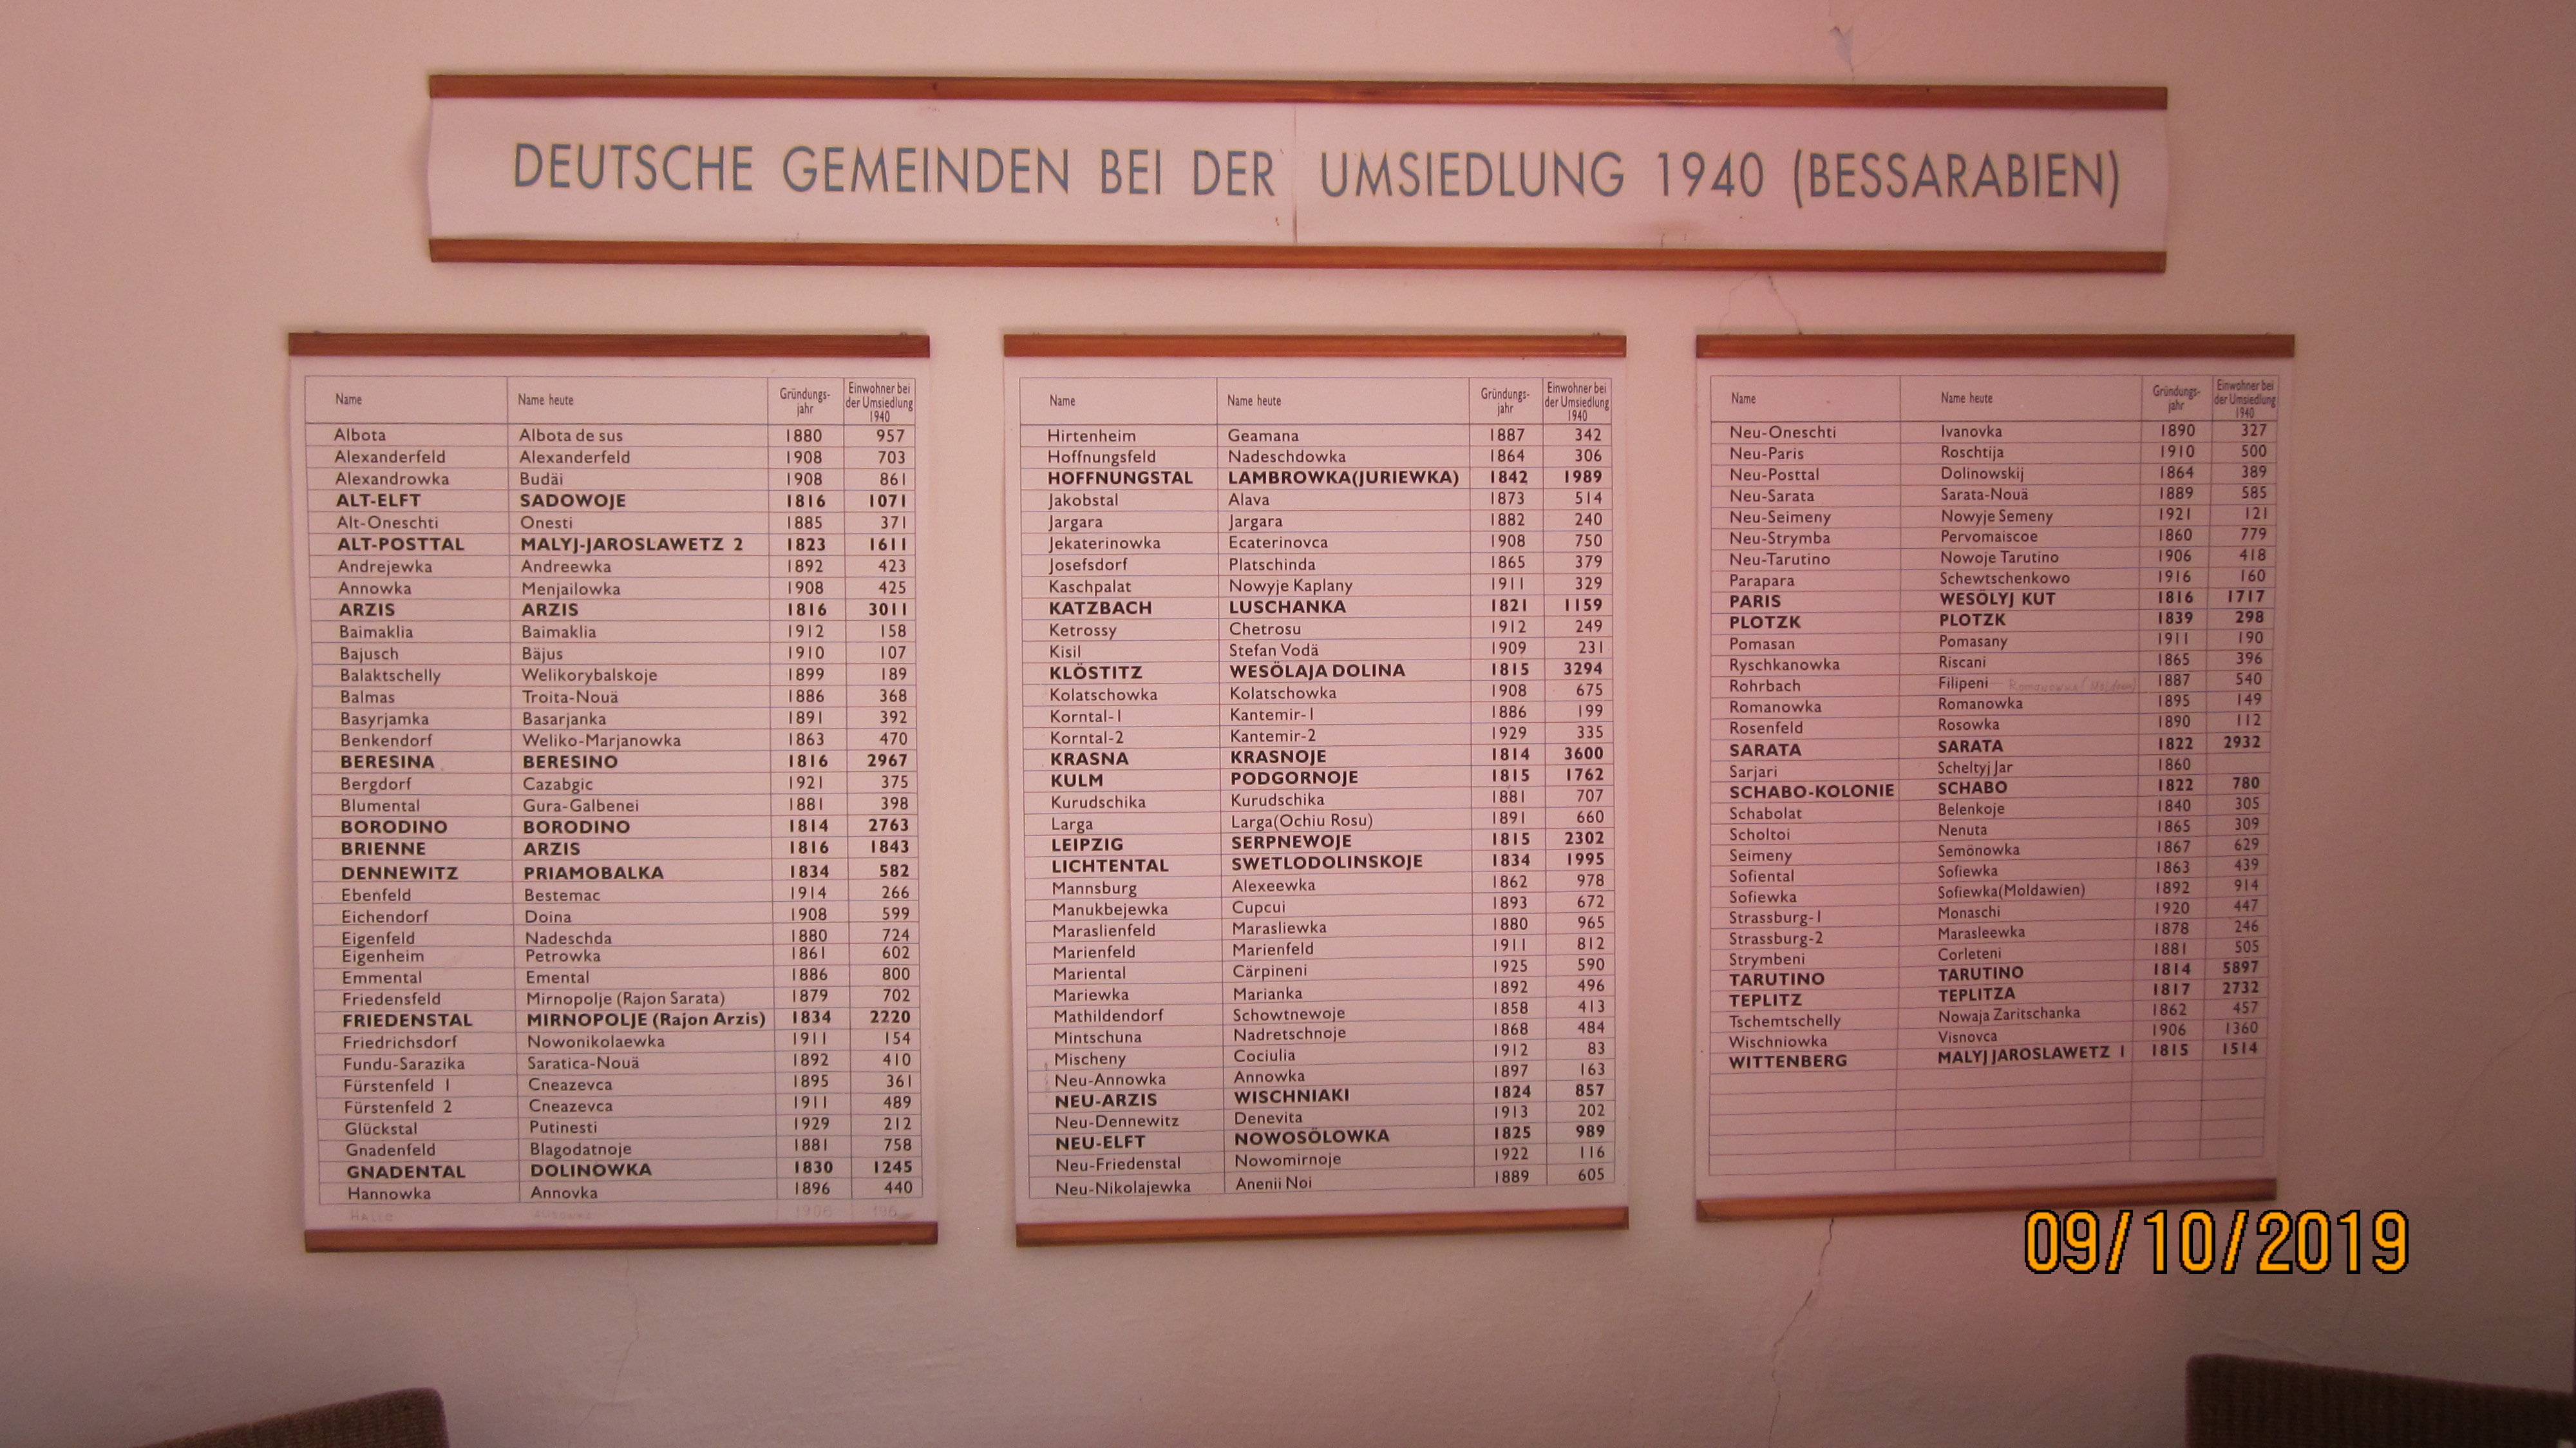 DEUTSCHE GEMEINDEN BEI DER UMSIEDLUNG 1940 (BESSARABIEN)
Name Name heute Gründungs-jahr Einwohner bei der Umsiedlung 1940
Albota Albota de sus 1880 957
Alexanderfeld Alexanderfeld 1908 703
Alexandrowka Budäi 1908 861
ALT-ELFT SADOWOJE 1816 1071
Alt-Oneschti Onesti 1885 371
ALT-POSTTAL MALYJ-JAROSLAWETZ 2 1823 1611
Andrejewka Andreewka 1892 423
Annowka Menjailowka 1908 425
ARZIS ARZIS 1816 3011
Baimaklia Baimaklia 1912 158
Bajusch Bäjus 1910 107
Balaktschelly Welikorybalskoje 1899 189
Balmas Troita-Nouä 1886 368
Basyrjamka Basarjanka 1891 392
Benkendorf Weliko-Marjanowka 1863 470
BERESINA BERESINO 1816 2967
Bergdorf Cazabgic 1921 375
Blumental Gura-Galbenei 1881 398
BORODINO BORODINO 1814 2763
BRIENNE ARZIS 1816 1843
DENNEWITZ PRIAMOBALKA 1834 582
Ebenfeld Bestemac 1914 266
Eichendorf Doina 1908 599
Eigenfeld Nadeschda 1880 724
Eigenheim Petrowka 1861 602
Emmental Emental 1886 800
Friedensfeld Mirnopolje (Rajon Sarata) 1879 702
FRIEDENSTAL MIRNOPOLJE (Rajon Arzis) 1834 2220
Friedrichsdorf Nowonikolaewka 1911 154
Fundu-Sarazika Saratica-Nouä 1892 410
Fürstenfeld 1 Cneazevca 1895 361
Fürstenfeld 2 Cneazevca 1911 489
Glückstal Putinesti 1929 212
Gnadenfeld Blagodatnoje 1881 758
GNADENTAL DOLINOWKA 1830 1245
Hannowka Annovka 1896 440
1906
Name Name heute Gründungs-jahr Einwohner bei der Umsiedlung 1940
Hirtenheim Geamana 1887 342
Hoffnungsfeld Nadeschdowka 1864 306
HOFFNUNGSTAL LAMBROWKA(JURIEWKA) 1842 1989
Jakobstal Alava 1873 514
Jargara Jargara 1882 240
Jekaterinowka Ecaterinovca 1908 750
Josefsdorf Platschinda 1865 379
Kaschpalat Nowyje Kaplany 1911 329
KATZBACH LUSCHANKA 1821 1159
Ketrossy Chetrosu 1912 249
Kisil Stefan Vodä 1909 231
KLÖSTITZ WESÖLAJA DOLINA 1815 3294
Kolatschowka Kolatschowka 1908 675
Korntal-1 Kantemir-1 1886 199
Korntal-2 Kantemir-2 1929 335
KRASNA KRASNOJE 1814 3600
KULM PODGORNOJE 1815 1762
Kurudschika Kurudschika 1881 707
Larga Larga(Ochiu Rosu) 1891 660
LEIPZIG SERPNEWOJE 1815 2302
LICHTENTAL SWETLODOLINSKOJE 1834 1995
Mannsburg Alexeewka 1862 978
Manukbejewka Cupcui 1893 672
Maraslienfeld Marasliewka 1880 965
Marienfeld Marienfeld 1911 812
Mariental Cärpineni 1925 590
Mariewka Marianka 1892 496
Mathildendorf Schowtnewoje 1858 413
Mintschuna Nadretschnoje 1868 484
Mischeny Cociulia 1912 83
Neu-Annowka Annowka 1897 163
NEU-ARZIS WISCHNIAKI 1824 857
Neu-Dennewitz Denevita 1913 202
NEU-ELFT NOWOSÖLOWKA 1825 989
Neu-Friedenstal Nowomirnoje 1922 116
Neu-Nikolajewka Anenii Noi 1889 605
Name Name heute Gründungs-jahr Einwohner bei der Umsiedlung 1940
Neu-Oneschti Ivanovka 1890 327
Neu-Paris Roschtija 1910 500
Neu-Posttal Dolinowskij 1864 389
Neu-Sarata Sarata-Nouä 1889 585
Neu-Seimeny Nowyje Semeny 1921 121
Neu-Strymba Pervomaiscoe 1860 779
Neu-Tarutino Nowoje Tarutino 1906 418
Parapara Schewtschenkowo 1916 160
PARIS WESÖLYJ KUT 1816 1717
PLOTZK PLOTZK 1839 298
Pomasan Pomasany 1911 190
Ryschkanowka Riscani 1865 396
Rohrbach Filipeni 1887 540
Romanowka Romanowka 1895 149
Rosenfeld Rosowka 1890 112
SARATA SARATA 1822 2932
Sarjari Scheltyj Jar 1860
SCHABO-KOLONIE SCHABO 1822 780
Schabolat Belenkoje 1840 305
Scholtoi Nenuta 1865 309
Seimeny Semönowka 1867 629
Sofiental Sofiewka 1863 439
Sofiewka Sofiewka(Moldawien) 1892 914
Strassburg-1 Monaschi 1920 447
Strassburg-2 Marasleewka 1878 246
Strymbeni Corleteni 1881 505
TARUTINO TARUTINO 1814 5897
TEPLITZ TEPLITZA 1817 2732
Tschemtschelly Nowaja Zaritschanka 1862 457
Wischniowka Visnovca 1906 1360
WITTENBERG MALYJ JAROSLAWETZ 1 1815 1514
09/10/2019